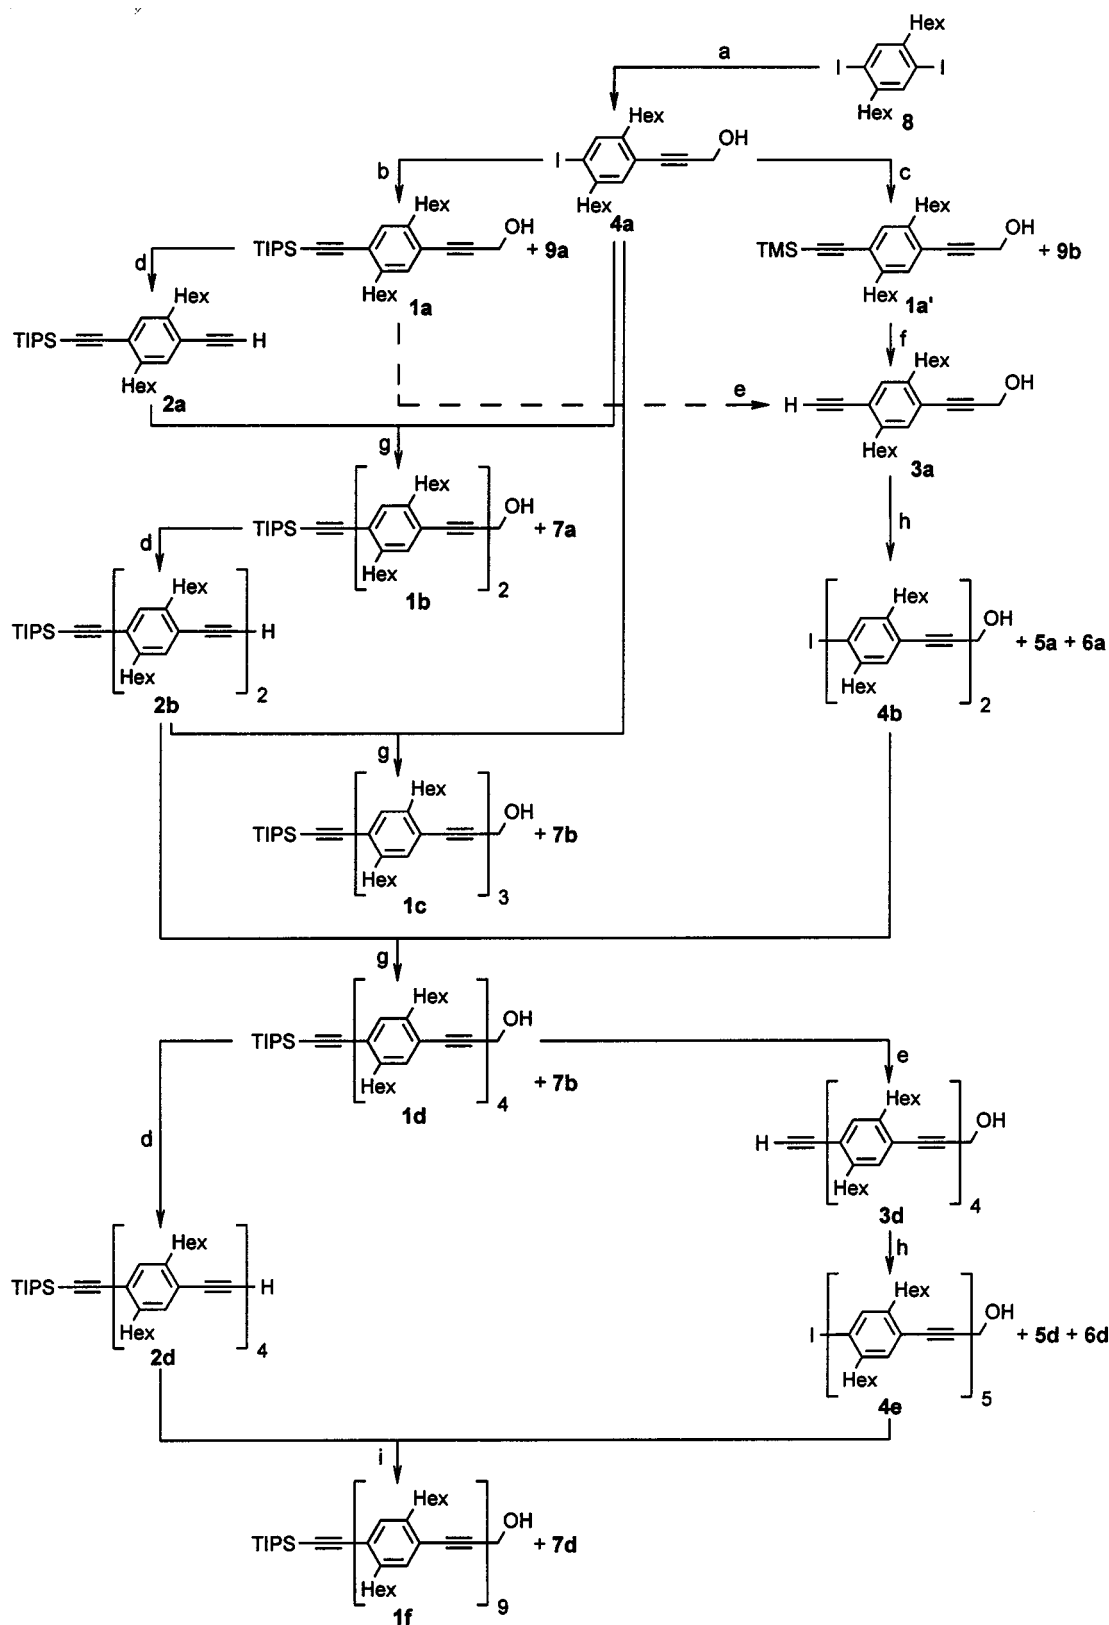 Hex
a
I I
Hex 8
Hex
OH
I
Hex
4a
b
c
Hex
OH
TIPS + 9a
Hex
1a
Hex
OH
TMS + 9b
Hex
1a'
d
Hex
TIPS H
Hex
2a
f
e
Hex
OH
H
Hex
3a
g
Hex
OH
TIPS + 7a
Hex
2
1b
h
d
Hex
TIPS H
Hex
2
2b
Hex
OH
I + 5a + 6a
Hex
2
4b
g
Hex
OH
TIPS + 7b
Hex
3
1c
g
Hex
OH
TIPS
+ 7b
Hex
4
1d
e
d
Hex
OH
H
Hex
4
3d
h
Hex
TIPS H
Hex
4
2d
Hex
OH
I + 5d + 6d
Hex
5
4e
i
Hex
OH
TIPS + 7d
Hex
9
1f